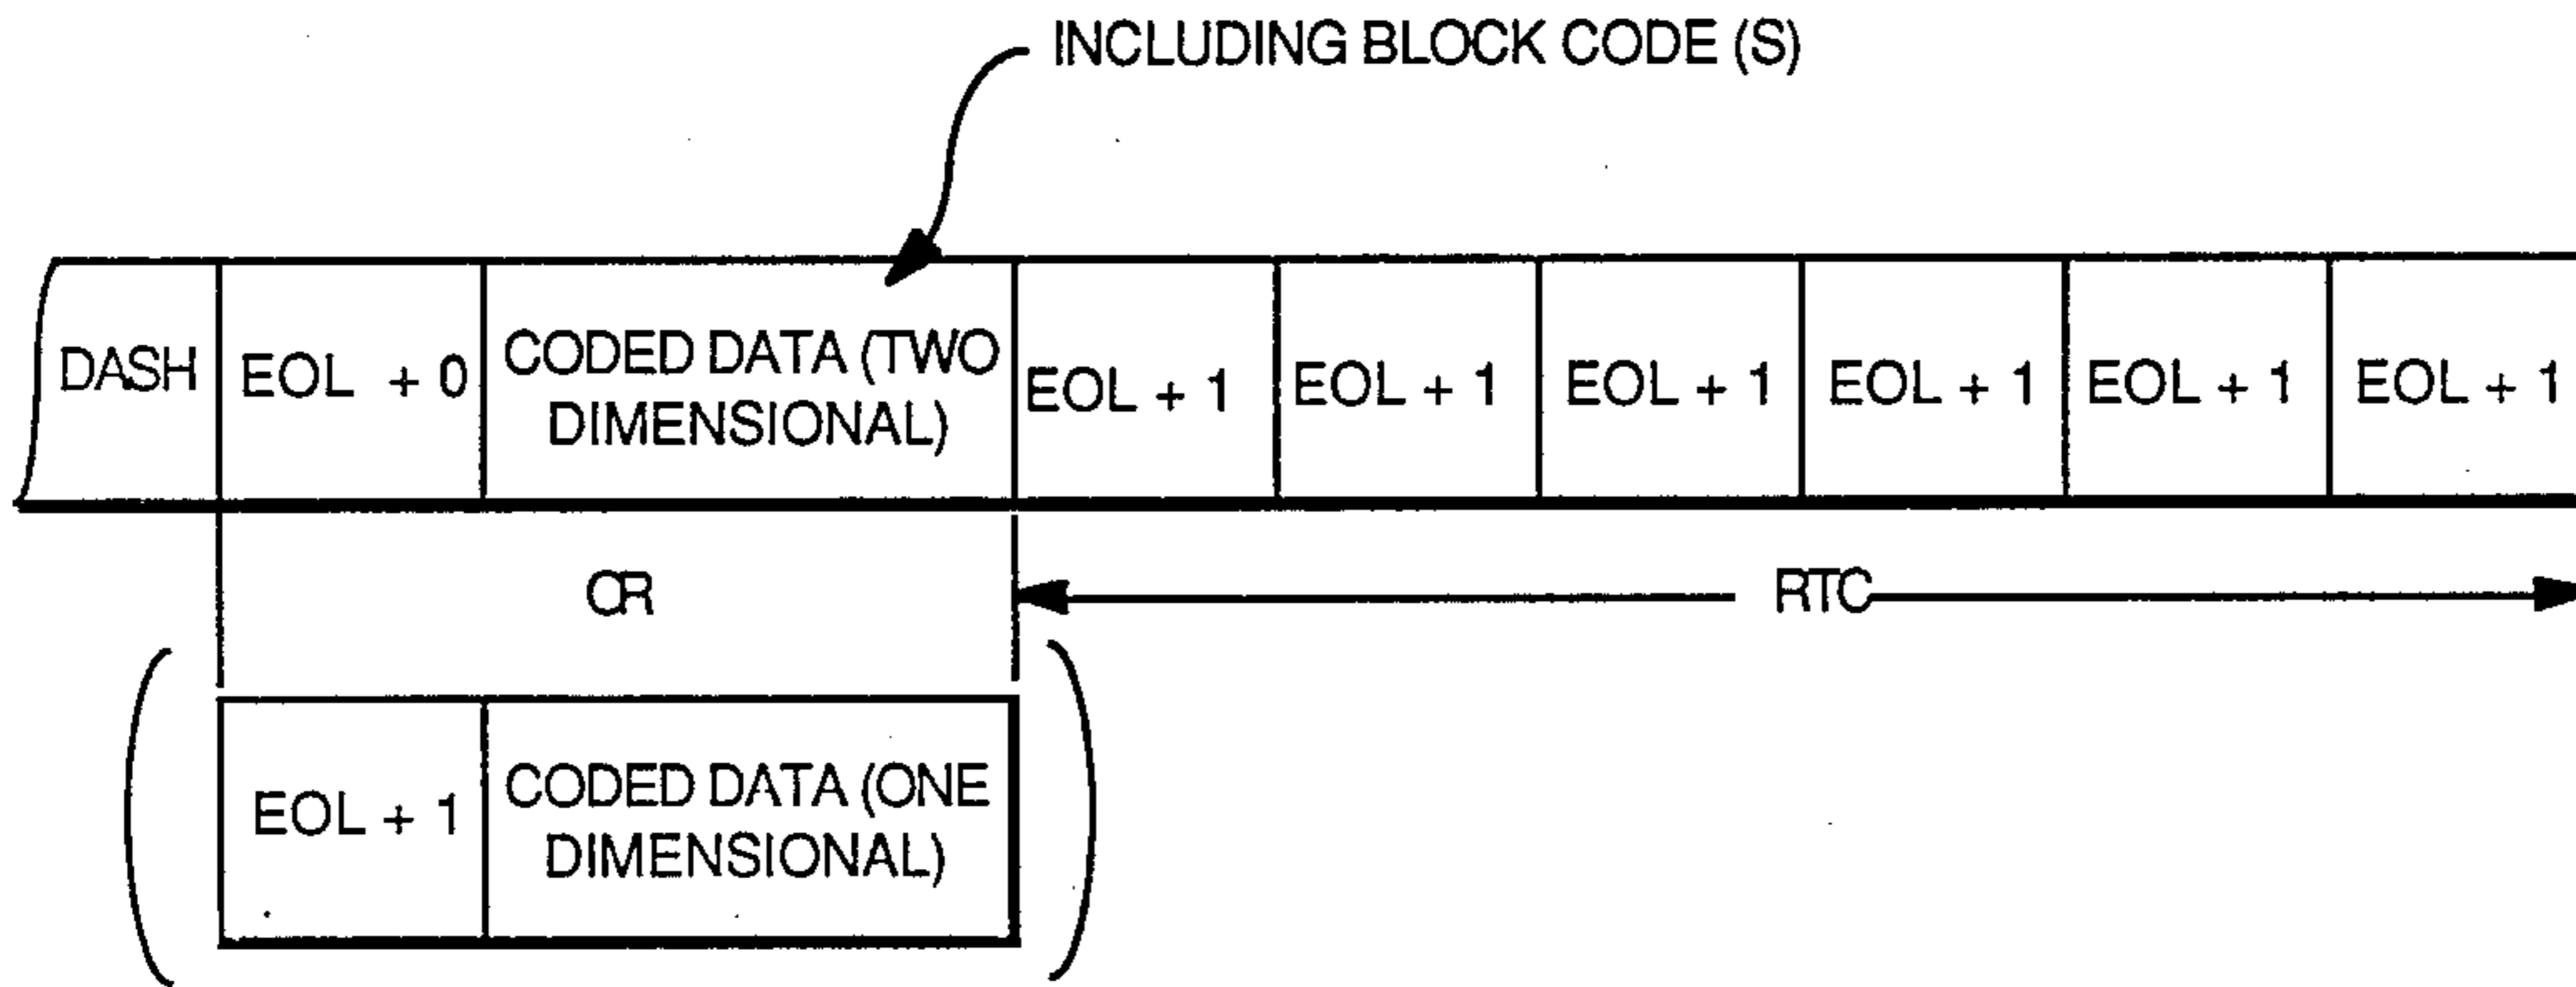 INCLUDING BLOCK CODE (S)
DASH
EOL + 0
CODED DATA (TWO
DIMENSIONAL)
EOL + 1
EOL + 1
EOL + 1
EOL + 1
EOL + 1
EOL + 1
CR
RTC
EOL + 1
CODED DATA (ONE
DIMENSIONAL)